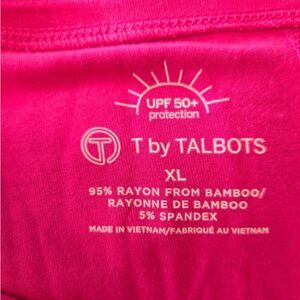 UPF 50+
protection
T by TALBOTS
XL
95% RAYON FROM BAMBOO/
RAYONNE DE BAMBOO
5% SPANDEX
MADE IN VIETNAM/FABRIQUÉ AU VIETNAM